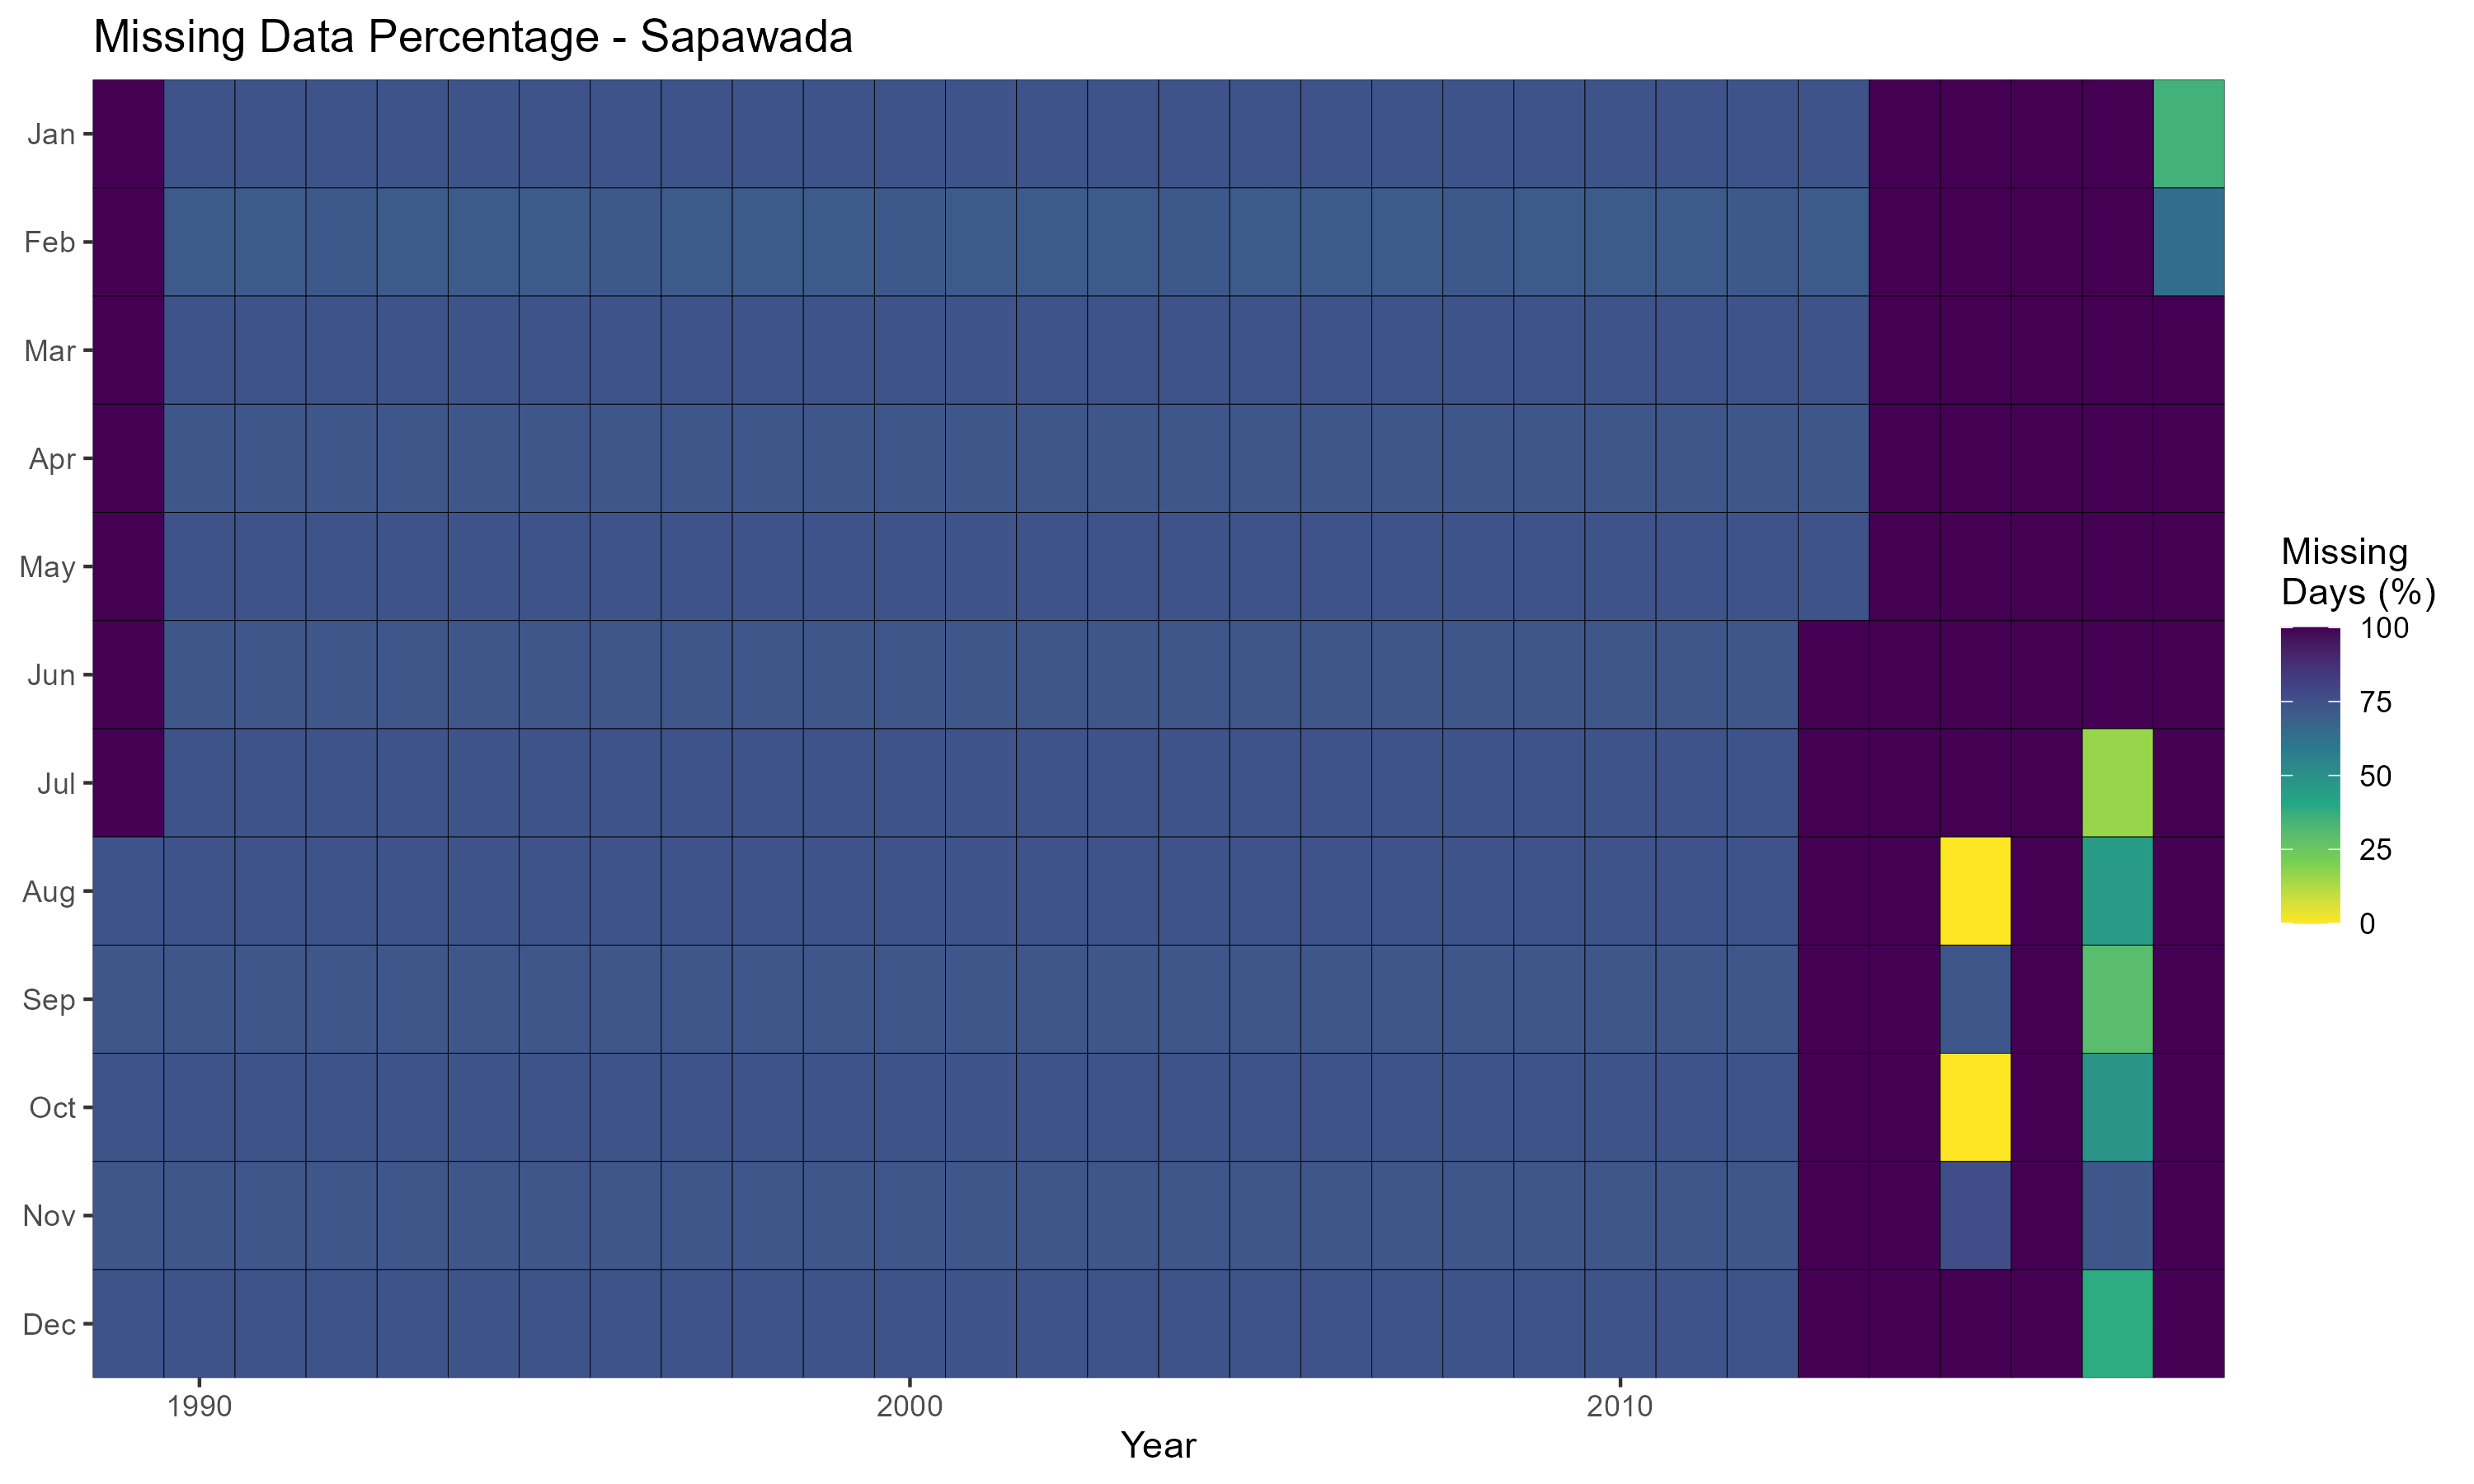 Missing Data Percentage - Sapawada
Jan
Feb
Mar
Apr
May
Jun
Jul
Aug
Sep
Oct
Nov
Dec
1990 2000 2010
Year
Missing
Days (%)
100
75
50
25
0